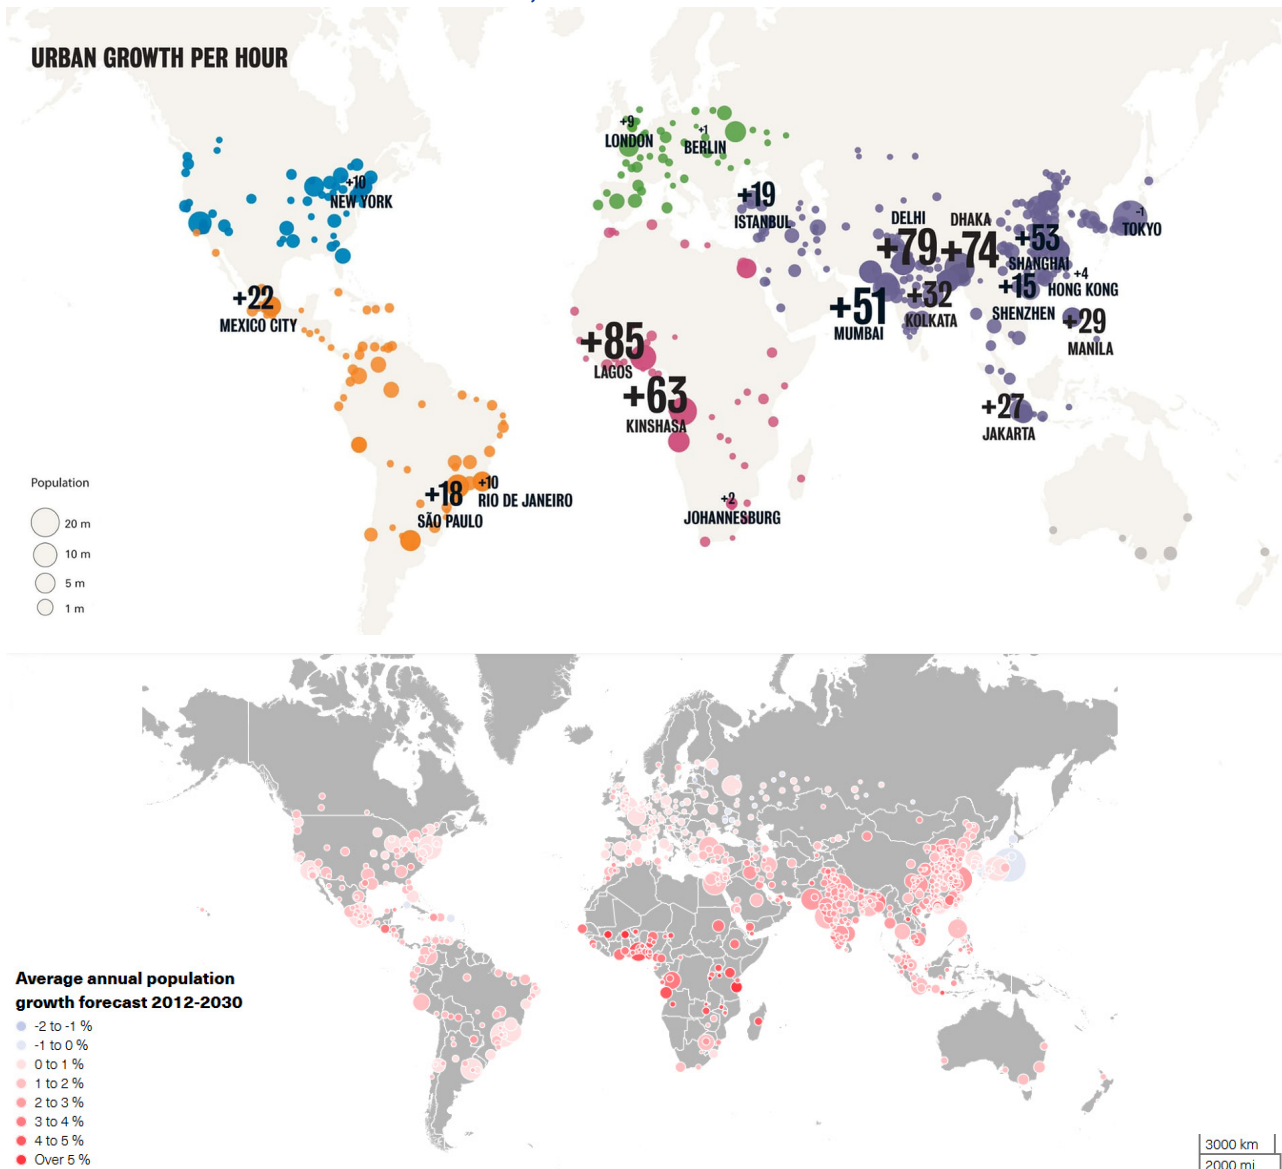 URBAN GROWTH PER HOUR
+9
LONDON
+1
BERLIN
+10
NEW YORK
+19
ISTANBUL
DELHI
+79
DHAKA
+74
-1
TOKYO
+53
SHANGHAI
+4
HONG KONG
+15
SHENZHEN
+22
MEXICO CITY
+51
MUMBAI
+32
KOLKATA
+29
MANILA
+85
LAGOS
+63
KINSHASA
+27
JAKARTA
+18
SÃO PAULO
+10
RIO DE JANEIRO
+2
JOHANNESBURG
Population
20 m
10 m
5 m
1 m
Average annual population
growth forecast 2012-2030
-2 to -1 %
-1 to 0 %
0 to 1 %
1 to 2 %
2 to 3 %
3 to 4 %
4 to 5 %
Over 5 %
3000 km
2000 mi